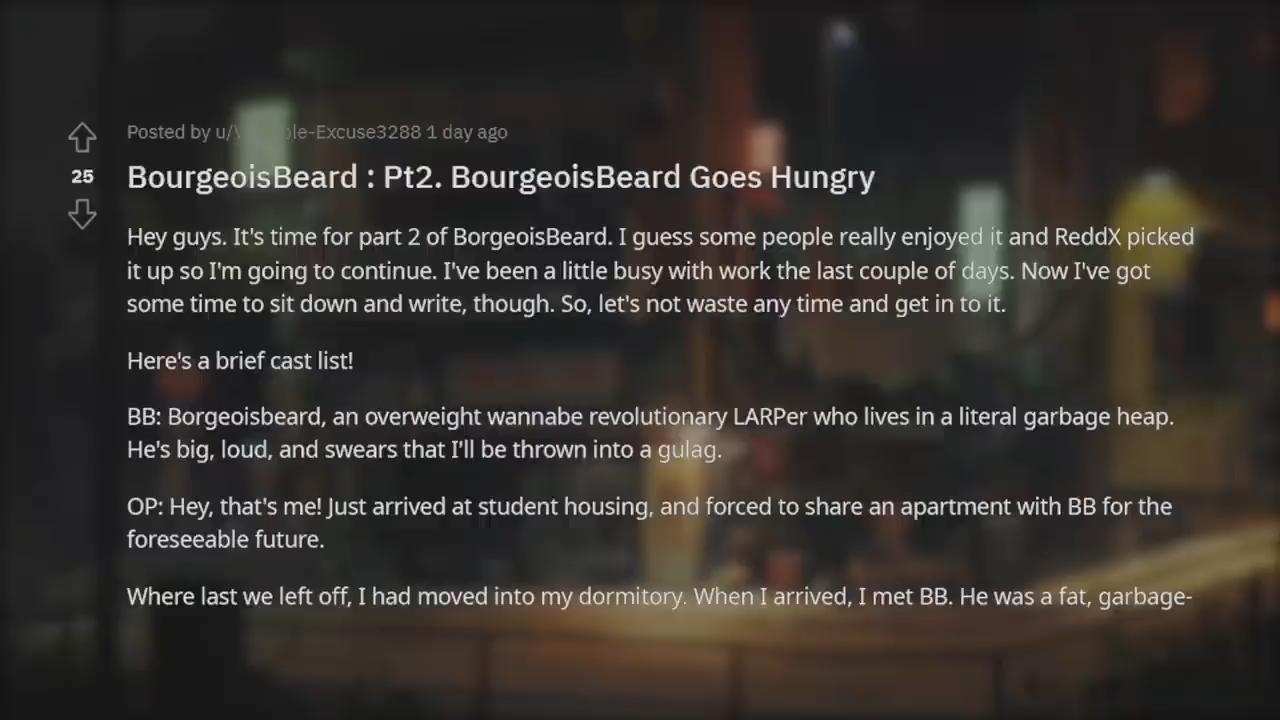 Posted by 1 day ago
BourgeoisBeard : Pt2. BourgeoisBeard Goes Hungry
25
Hey guys. It's time for part 2 of BorgeoisBeard. I guess some people really enjoyed it and ReddX picked
it up so I'm going to continue. I've been a little busy with work the last couple of days. Now I've got
some time to sit down and write, though. So, let's not waste any time and get in to it.
Here's a brief cast list!
BB: Borgeoisbeard, an overweight wannabe revolutionary LARPer who lives in a literal garbage heap.
He's big, loud, and swears that I'll be thrown into a gulag.
OP: Hey, that's me! Just arrived at student housing, and forced to share an apartment with BB for the
foreseeable future.
Where last we left off, I had moved into my dormitory. When I arrived, I met BB. He was a fat, garbage-